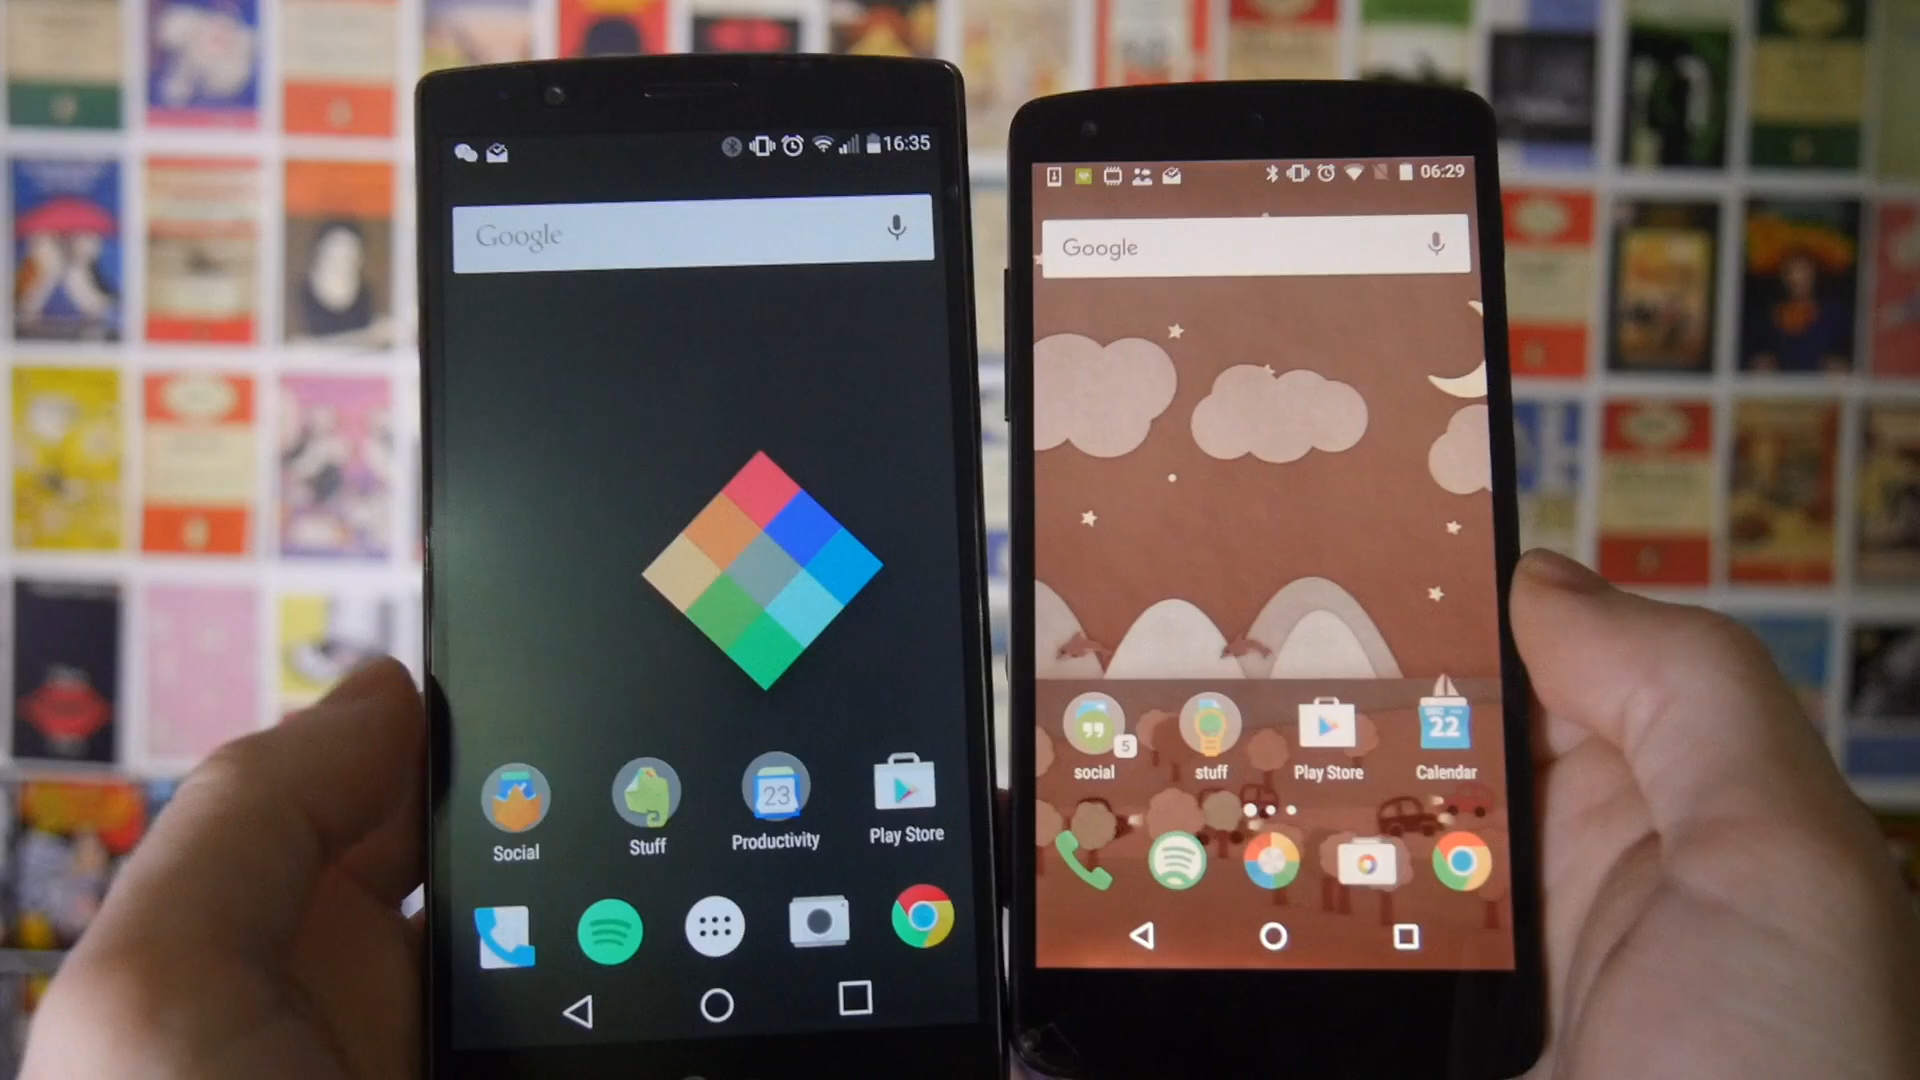 16:35
Google
23
Social
Stuff
Productivity
Play Store
06:29
Google
5
DEC
22
social
stuff
Play Store
Calendar